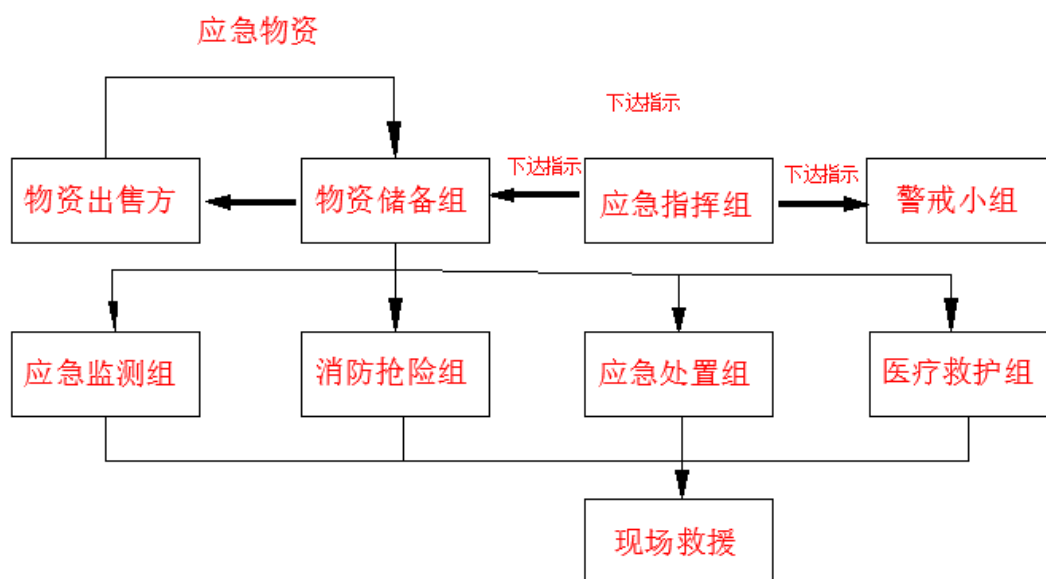 应急物资
下达指示
下达指示
下达指示
物资出售方
物资储备组
应急指挥组
警戒小组
应急监测组
消防抢险组
应急处置组
医疗救护组
现场救援